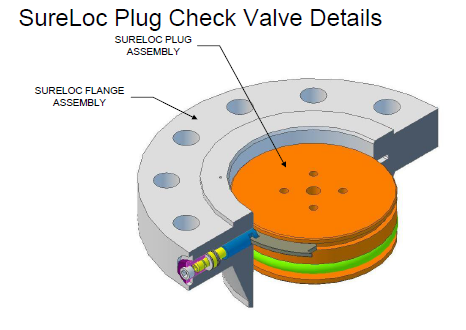 SureLoc Plug Check Valve Details
SURELOC PLUG
ASSEMBLY
SURELOC FLANGE
ASSEMBLY